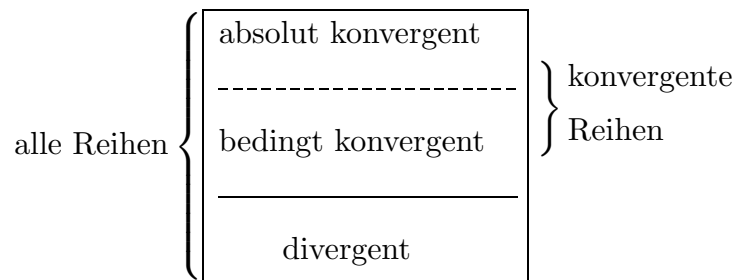 absolut konvergent
konvergente
Reihen
alle Reihen
bedingt konvergent
divergent